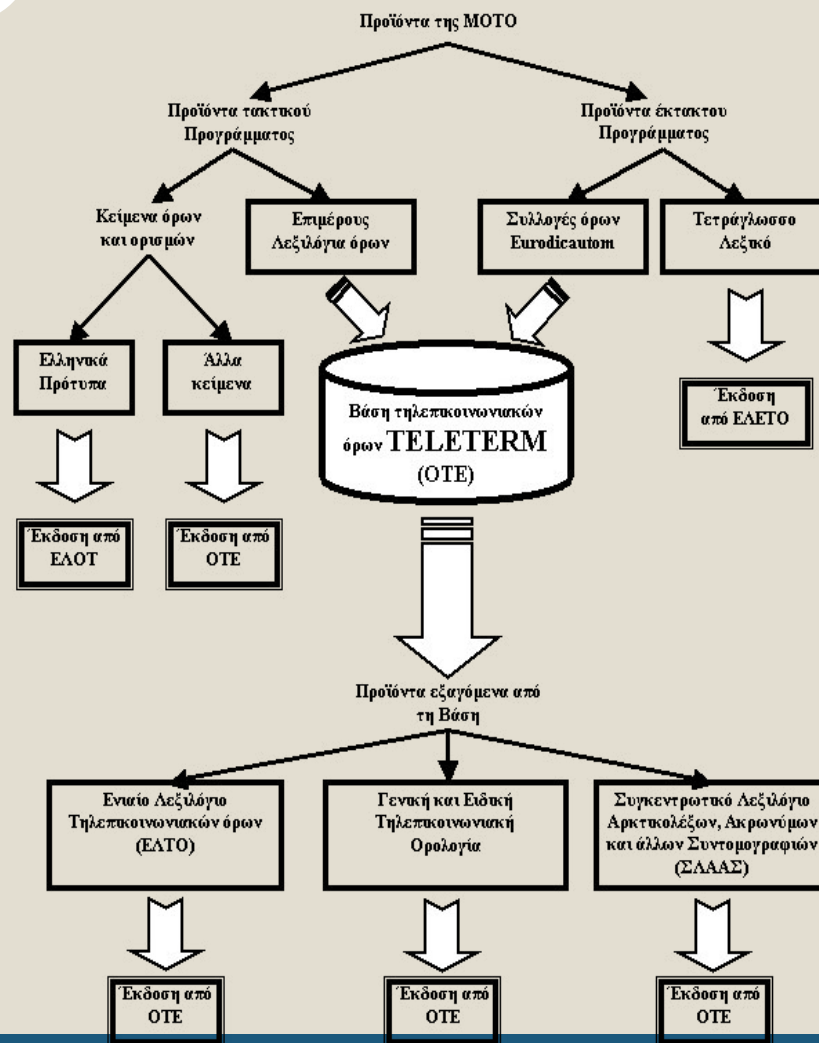 Προϊόντα της ΜΟΤΟ
Προϊόντα τακτικού
Προγράμματος
Προϊόντα έκτακτου
Προγράμματος
Κείμενα όρων
και ορισμών
Επιμέρους
Λεξιλόγια όρων
Συλλογές όρων
Eurodicautom
Τετράγλωσσο
Λεξικό
Ελληνικά
Πρότυπα
Άλλα
κείμενα
Βάση τηλεπικοινωνιακών
όρων TELETERM
(ΟΤΕ)
Έκδοση
από ΕΛΕΤΟ
Έκδοση από
ΕΛΟΤ
Έκδοση από
ΟΤΕ
Προϊόντα εξαγόμενα από
τη Βάση
Ενιαίο Λεξιλόγιο
Τηλεπικοινωνιακών όρων
(ΕΛΤΟ)
Γενική και Ειδική
Τηλεπικοινωνιακή
Ορολογία
Συγκεντρωτικό Λεξιλόγιο
Αρκτικολέξων, Ακρωνύμων
και άλλων Συντομογραφιών
(ΣΛΑΑΣ)
Έκδοση από
ΟΤΕ
Έκδοση από
ΟΤΕ
Έκδοση από
ΟΤΕ